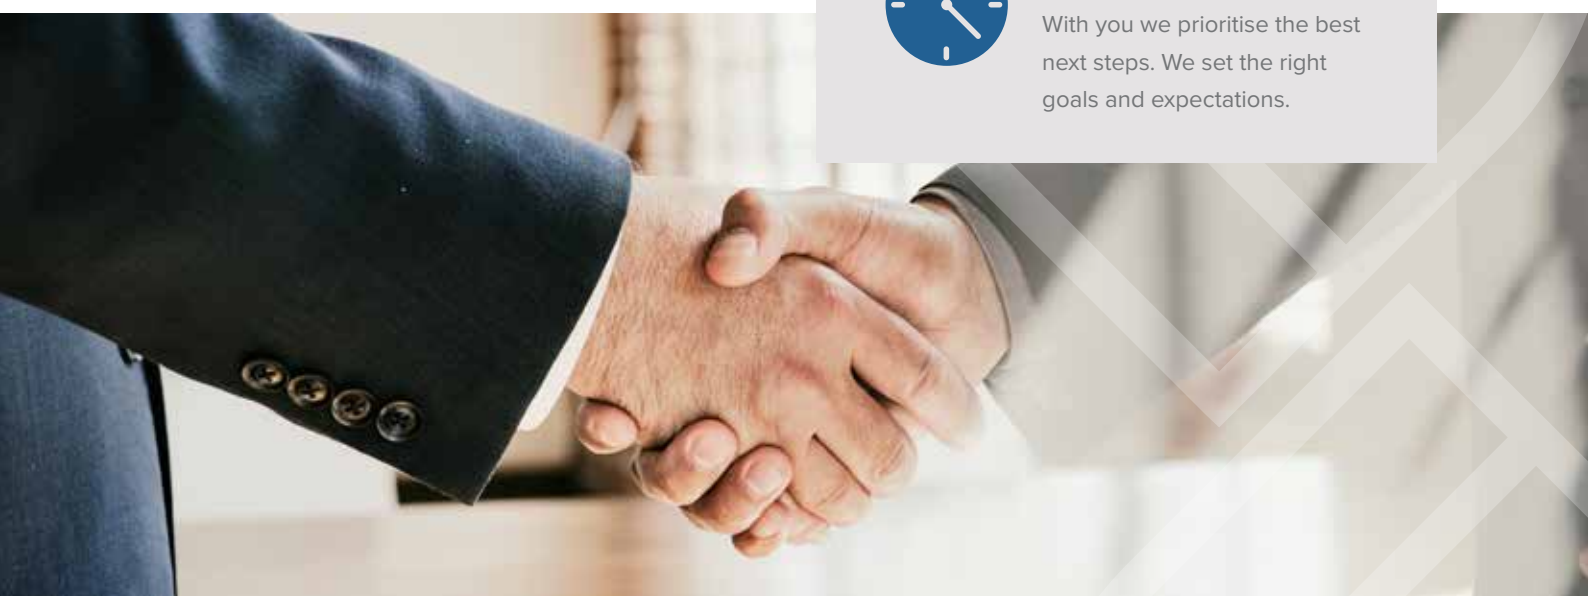 With you we prioritise the best
next steps. We set the right
goals and expectations.